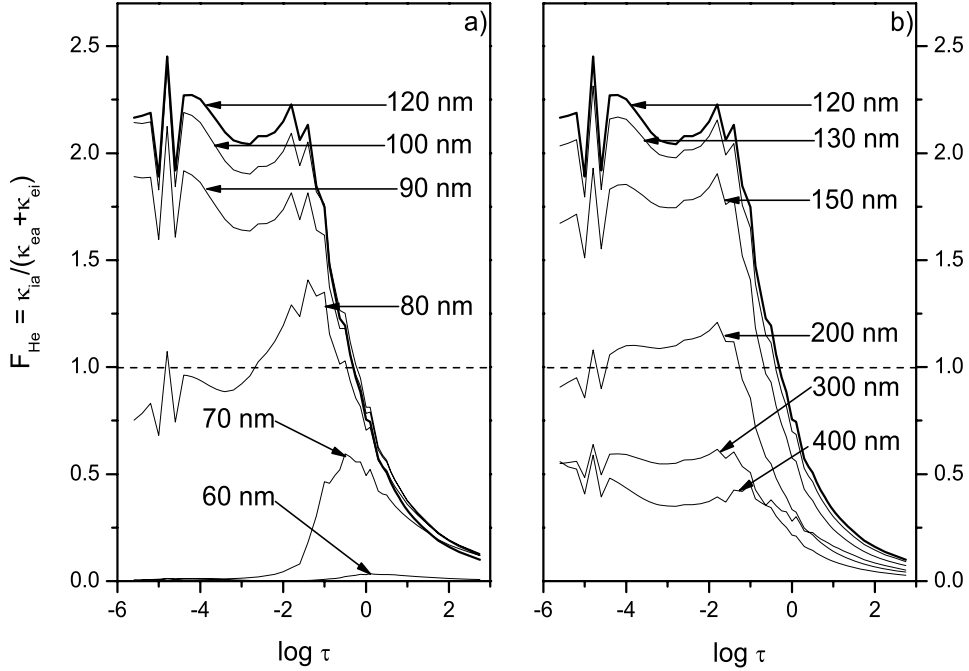 a)
b)
2.5
2.0
1.5
1.0
0.5
0.0
F_He = κ_ia/(κ_ea+κ_ei)
120 nm
100 nm
90 nm
80 nm
70 nm
60 nm
-6
-4
-2
0
2
log τ
120 nm
130 nm
150 nm
200 nm
300 nm
400 nm
2.5
2.0
1.5
1.0
0.5
0.0
-6
-4
-2
0
2
log τ